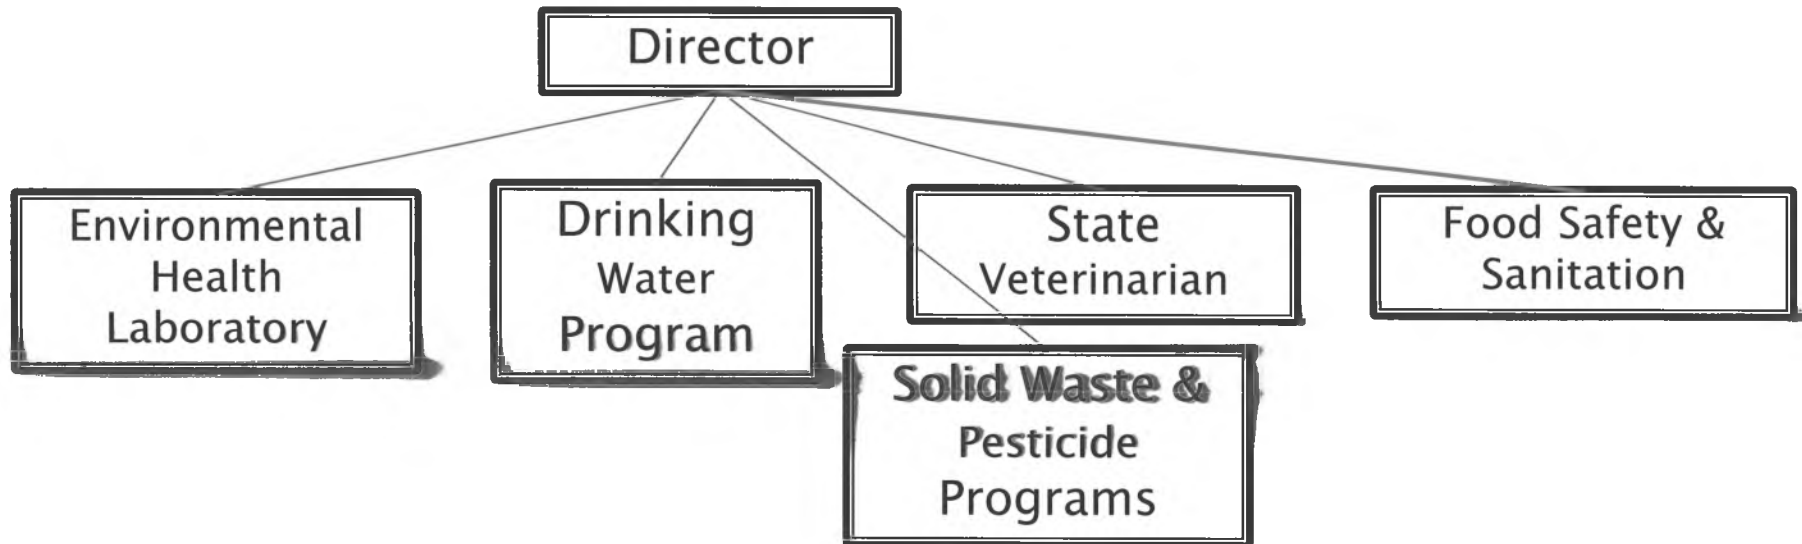 Director
Environmental
Health
Laboratory
Drinking
Water
Program
State
Veterinarian
Food Safety &
Sanitation
Solid Waste &
Pesticide
Programs